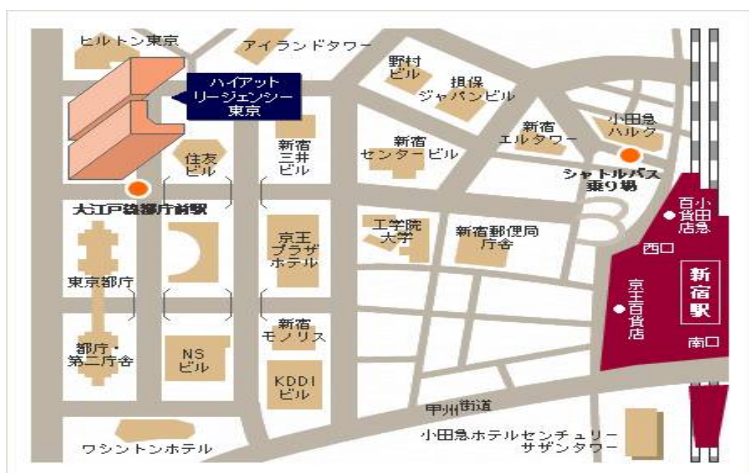 ヒルトン東京
アイランドタワー
ハイアット
リージェンシー
東京
野村
ビル
損保
ジャパンビル
小田急
ハルク
新宿
エルタワー
新宿
センタービル
新宿
三井
ビル
住友
ビル
シャトルバス
乗り場
大江戸線都庁前駅
小田急
百貨店
西口
京王
プラザ
ホテル
工学院
大学
新宿郵便局
庁舎
東京都庁
新宿駅
京王百貨店
南口
都庁・
第二庁舎
NS
ビル
新宿
モノリス
KDDI
ビル
甲州街道
ワシントンホテル
小田急ホテルセンチュリー
サザンタワー